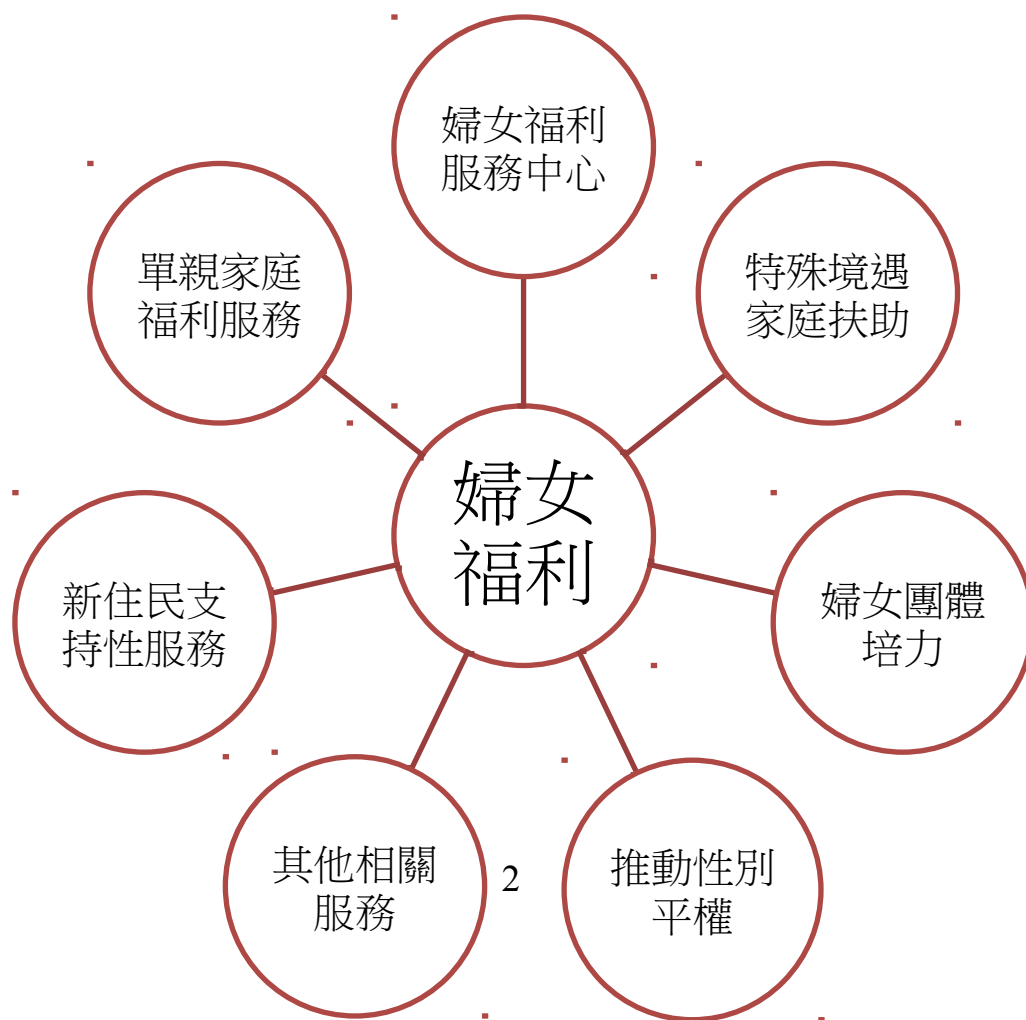 婦女福利
服務中心
單親家庭
福利服務
特殊境遇
家庭扶助
婦女
福利
新住民支
持性服務
婦女團體
培力
其他相關
服務
2
推動性別
平權